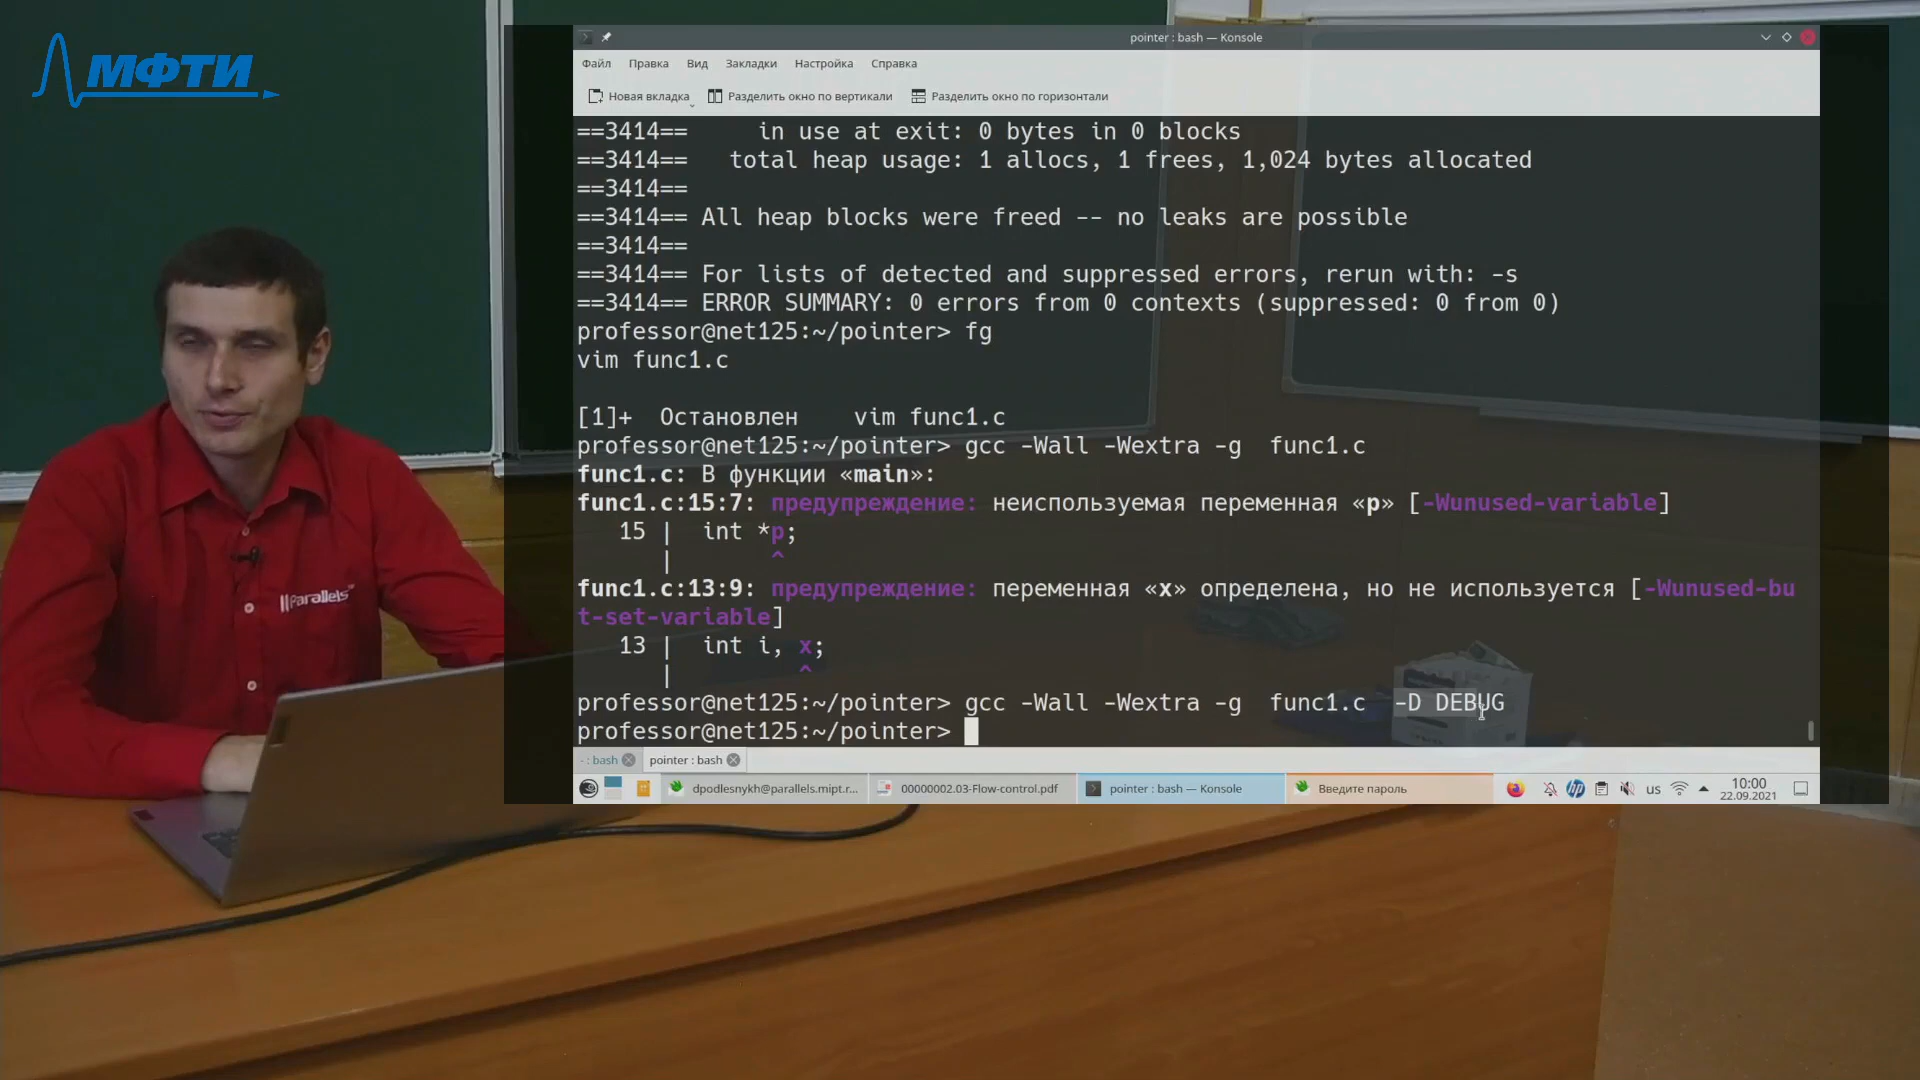 МФТИ
pointer : bash — Konsole
Файл Правка Вид Закладки Настройка Справка
Новая вкладка Разделить окно по вертикали Разделить окно по горизонтали
==3414==     in use at exit: 0 bytes in 0 blocks
==3414==   total heap usage: 1 allocs, 1 frees, 1,024 bytes allocated
==3414==
==3414== All heap blocks were freed -- no leaks are possible
==3414==
==3414== For lists of detected and suppressed errors, rerun with: -s
==3414== ERROR SUMMARY: 0 errors from 0 contexts (suppressed: 0 from 0)
professor@net125:~/pointer> fg
vim func1.c
[1]+  Остановлен    vim func1.c
professor@net125:~/pointer> gcc -Wall -Wextra -g  func1.c
func1.c: В функции «main»:
func1.c:15:7: предупреждение: неиспользуемая переменная «p» [-Wunused-variable]
   15 |  int *p;
      |       ^
func1.c:13:9: предупреждение: переменная «x» определена, но не используется [-Wunused-bu
t-set-variable]
   13 |  int i, x;
      |         ^
professor@net125:~/pointer> gcc -Wall -Wextra -g  func1.c  -D DEBUG
professor@net125:~/pointer>
- : bash pointer : bash
dpodlesnykh@parallels.mipt.r... 00000002.03-Flow-control.pdf pointer : bash — Konsole Введите пароль us 10:00
22.09.2021
Parallels